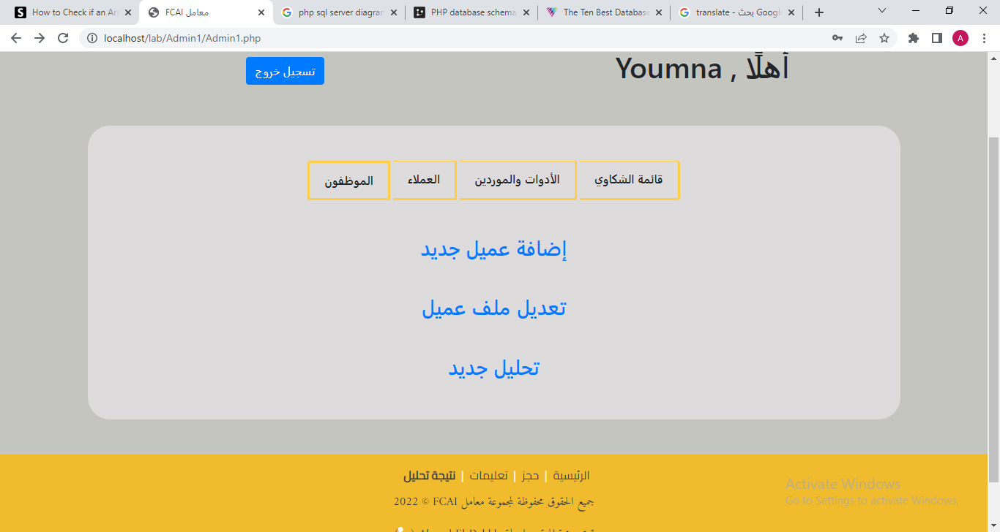 How to Check if an Ar
FCAI معامل
php sql server diagran
PHP database schema
The Ten Best Database
translate - بحث Google
localhost/lab/Admin1/Admin1.php
A
أهلًا , Youmna
تسجيل خروج
قائمة الشكاوي
الأدوات والموردين
العملاء
الموظفون
إضافة عميل جديد
تعديل ملف عميل
تحليل جديد
الرئيسية | حجز | تعليمات | نتيجة تحليل
جميع الحقوق محفوظة لمجموعة معامل FCAI © 2022
Activate Windows
Go to Settings to activate Windows.